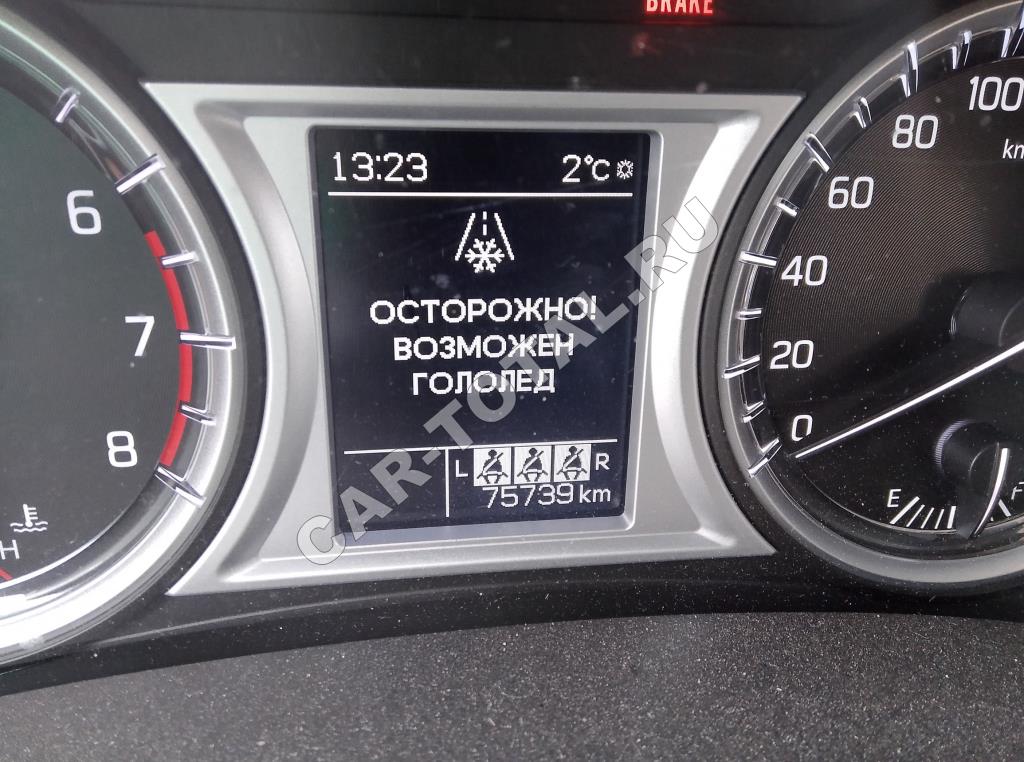 BRAKE
13:23 2°C
ОСТОРОЖНО!
ВОЗМОЖЕН
ГОЛОЛЕД
L R
75739 km
6
7
8
H
100
80
km
60
40
20
0
E F
CAR-TOTAL.RU